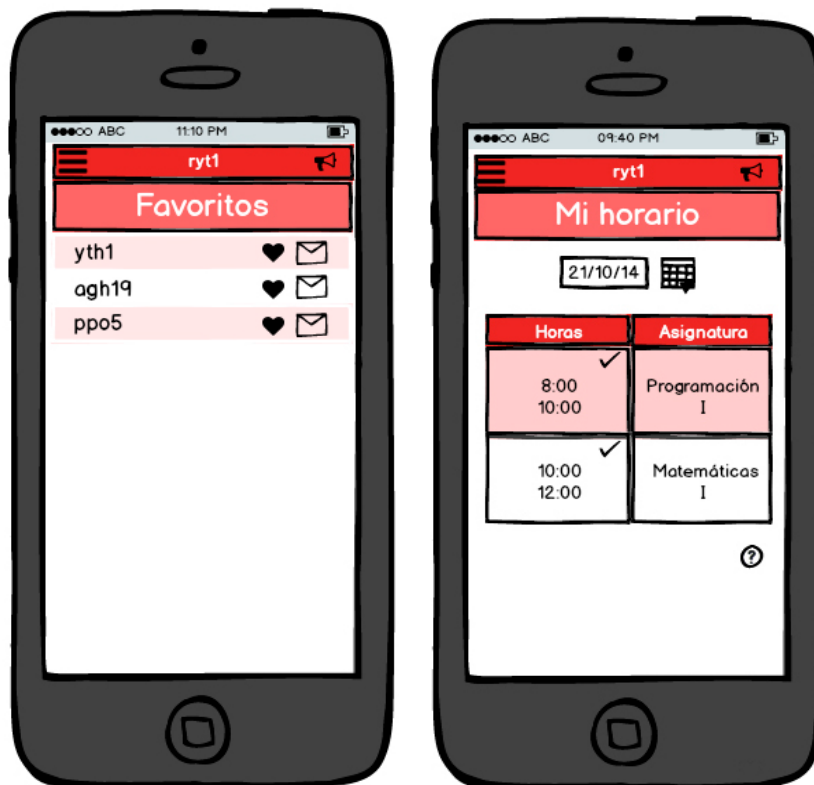 ABC 11:10 PM
ryt1
Favoritos
yth1
agh19
ppo5
ABC 09:40 PM
ryt1
Mi horario
21/10/14
Horas Asignatura
8:00
10:00
Programación
I
10:00
12:00
Matemáticas
I
?